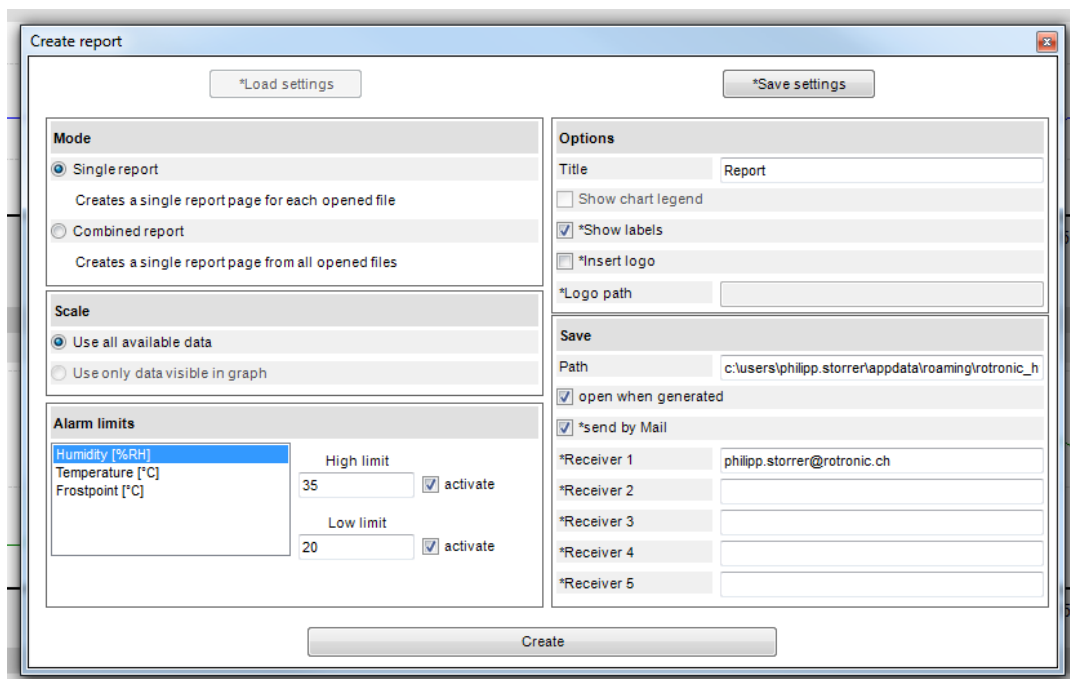 Create report
*Load settings
*Save settings
Mode
Single report
Creates a single report page for each opened file
Combined report
Creates a single report page from all opened files
Scale
Use all available data
Use only data visible in graph
Alarm limits
Humidity [%RH]
Temperature [°C]
Frostpoint [°C]
High limit
35
activate
Low limit
20
activate
Options
Title
Report
Show chart legend
*Show labels
*Insert logo
*Logo path
Save
Path
c:\users\philipp.storrer\appdata\roaming\rotronic_h
open when generated
*send by Mail
*Receiver 1
philipp.storrer@rotronic.ch
*Receiver 2
*Receiver 3
*Receiver 4
*Receiver 5
Create